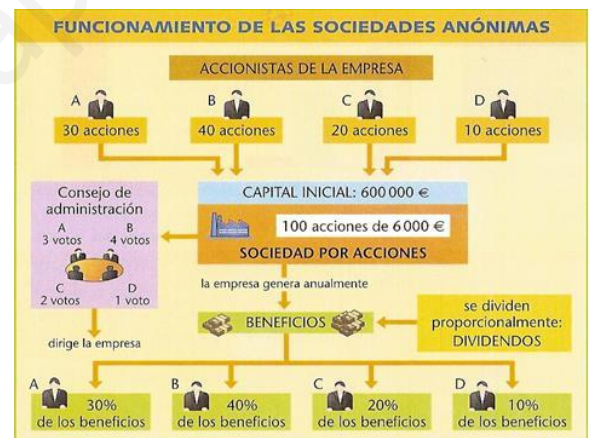 FUNCIONAMIENTO DE LAS SOCIEDADES ANÓNIMAS
ACCIONISTAS DE LA EMPRESA
A
B
C
D
30 acciones
40 acciones
20 acciones
10 acciones
Consejo de
administración
A
B
3 votos
4 votos
C
D
2 votos
1 voto
CAPITAL INICIAL: 600 000 €
100 acciones de 6 000 €
SOCIEDAD POR ACCIONES
la empresa genera anualmente
dirige la empresa
BENEFICIOS
se dividen
proporcionalmente:
DIVIDENDOS
A
30%
de los beneficios
B
40%
de los beneficios
C
20%
de los beneficios
D
10%
de los beneficios